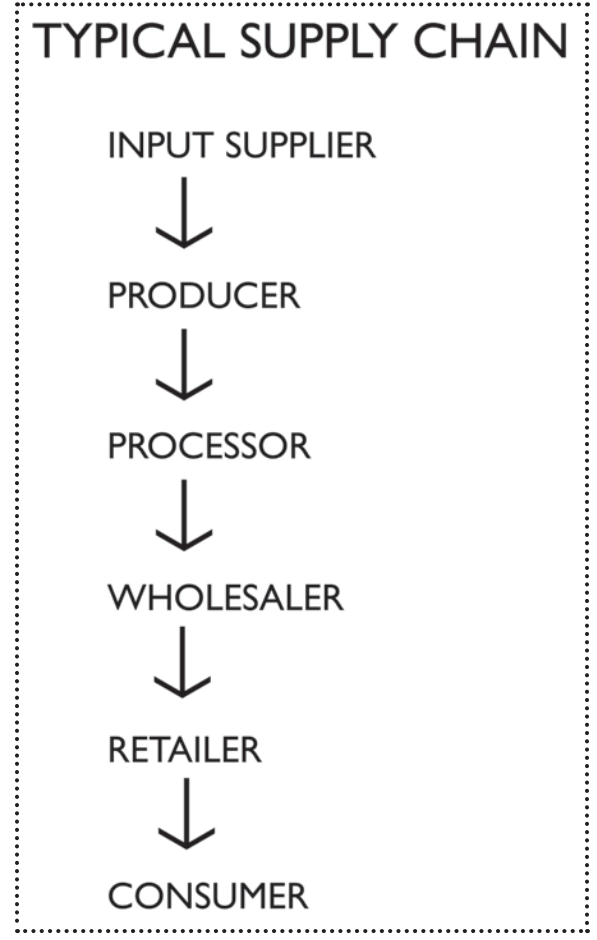 TYPICAL SUPPLY CHAIN
INPUT SUPPLIER
PRODUCER
PROCESSOR
WHOLESALER
RETAILER
CONSUMER